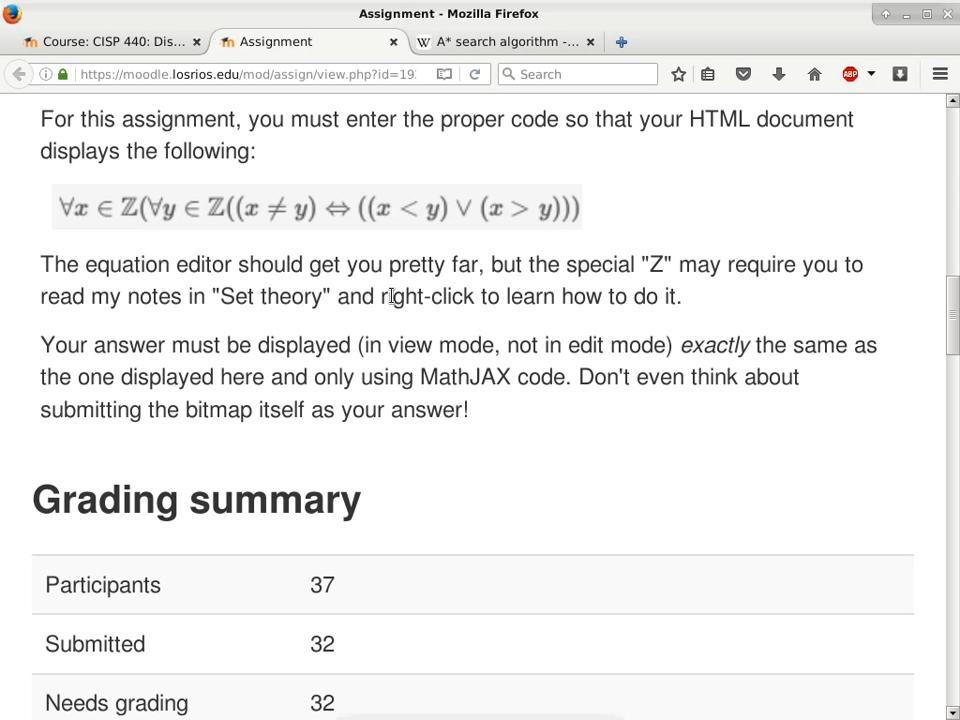 Assignment - Mozilla Firefox
Course: CISP 440: Dis...
Assignment
W A* search algorithm -...
https://moodle.losrios.edu/mod/assign/view.php?id=19
Search
ABP
For this assignment, you must enter the proper code so that your HTML document
displays the following:
∀x ∈ ℤ(∀y ∈ ℤ((x ≠ y) ⇔ ((x < y) ∨ (x > y)))
The equation editor should get you pretty far, but the special "Z" may require you to
read my notes in "Set theory" and right-click to learn how to do it.
Your answer must be displayed (in view mode, not in edit mode) exactly the same as
the one displayed here and only using MathJAX code. Don't even think about
submitting the bitmap itself as your answer!
Grading summary
Participants 37
Submitted 32
Needs grading 32